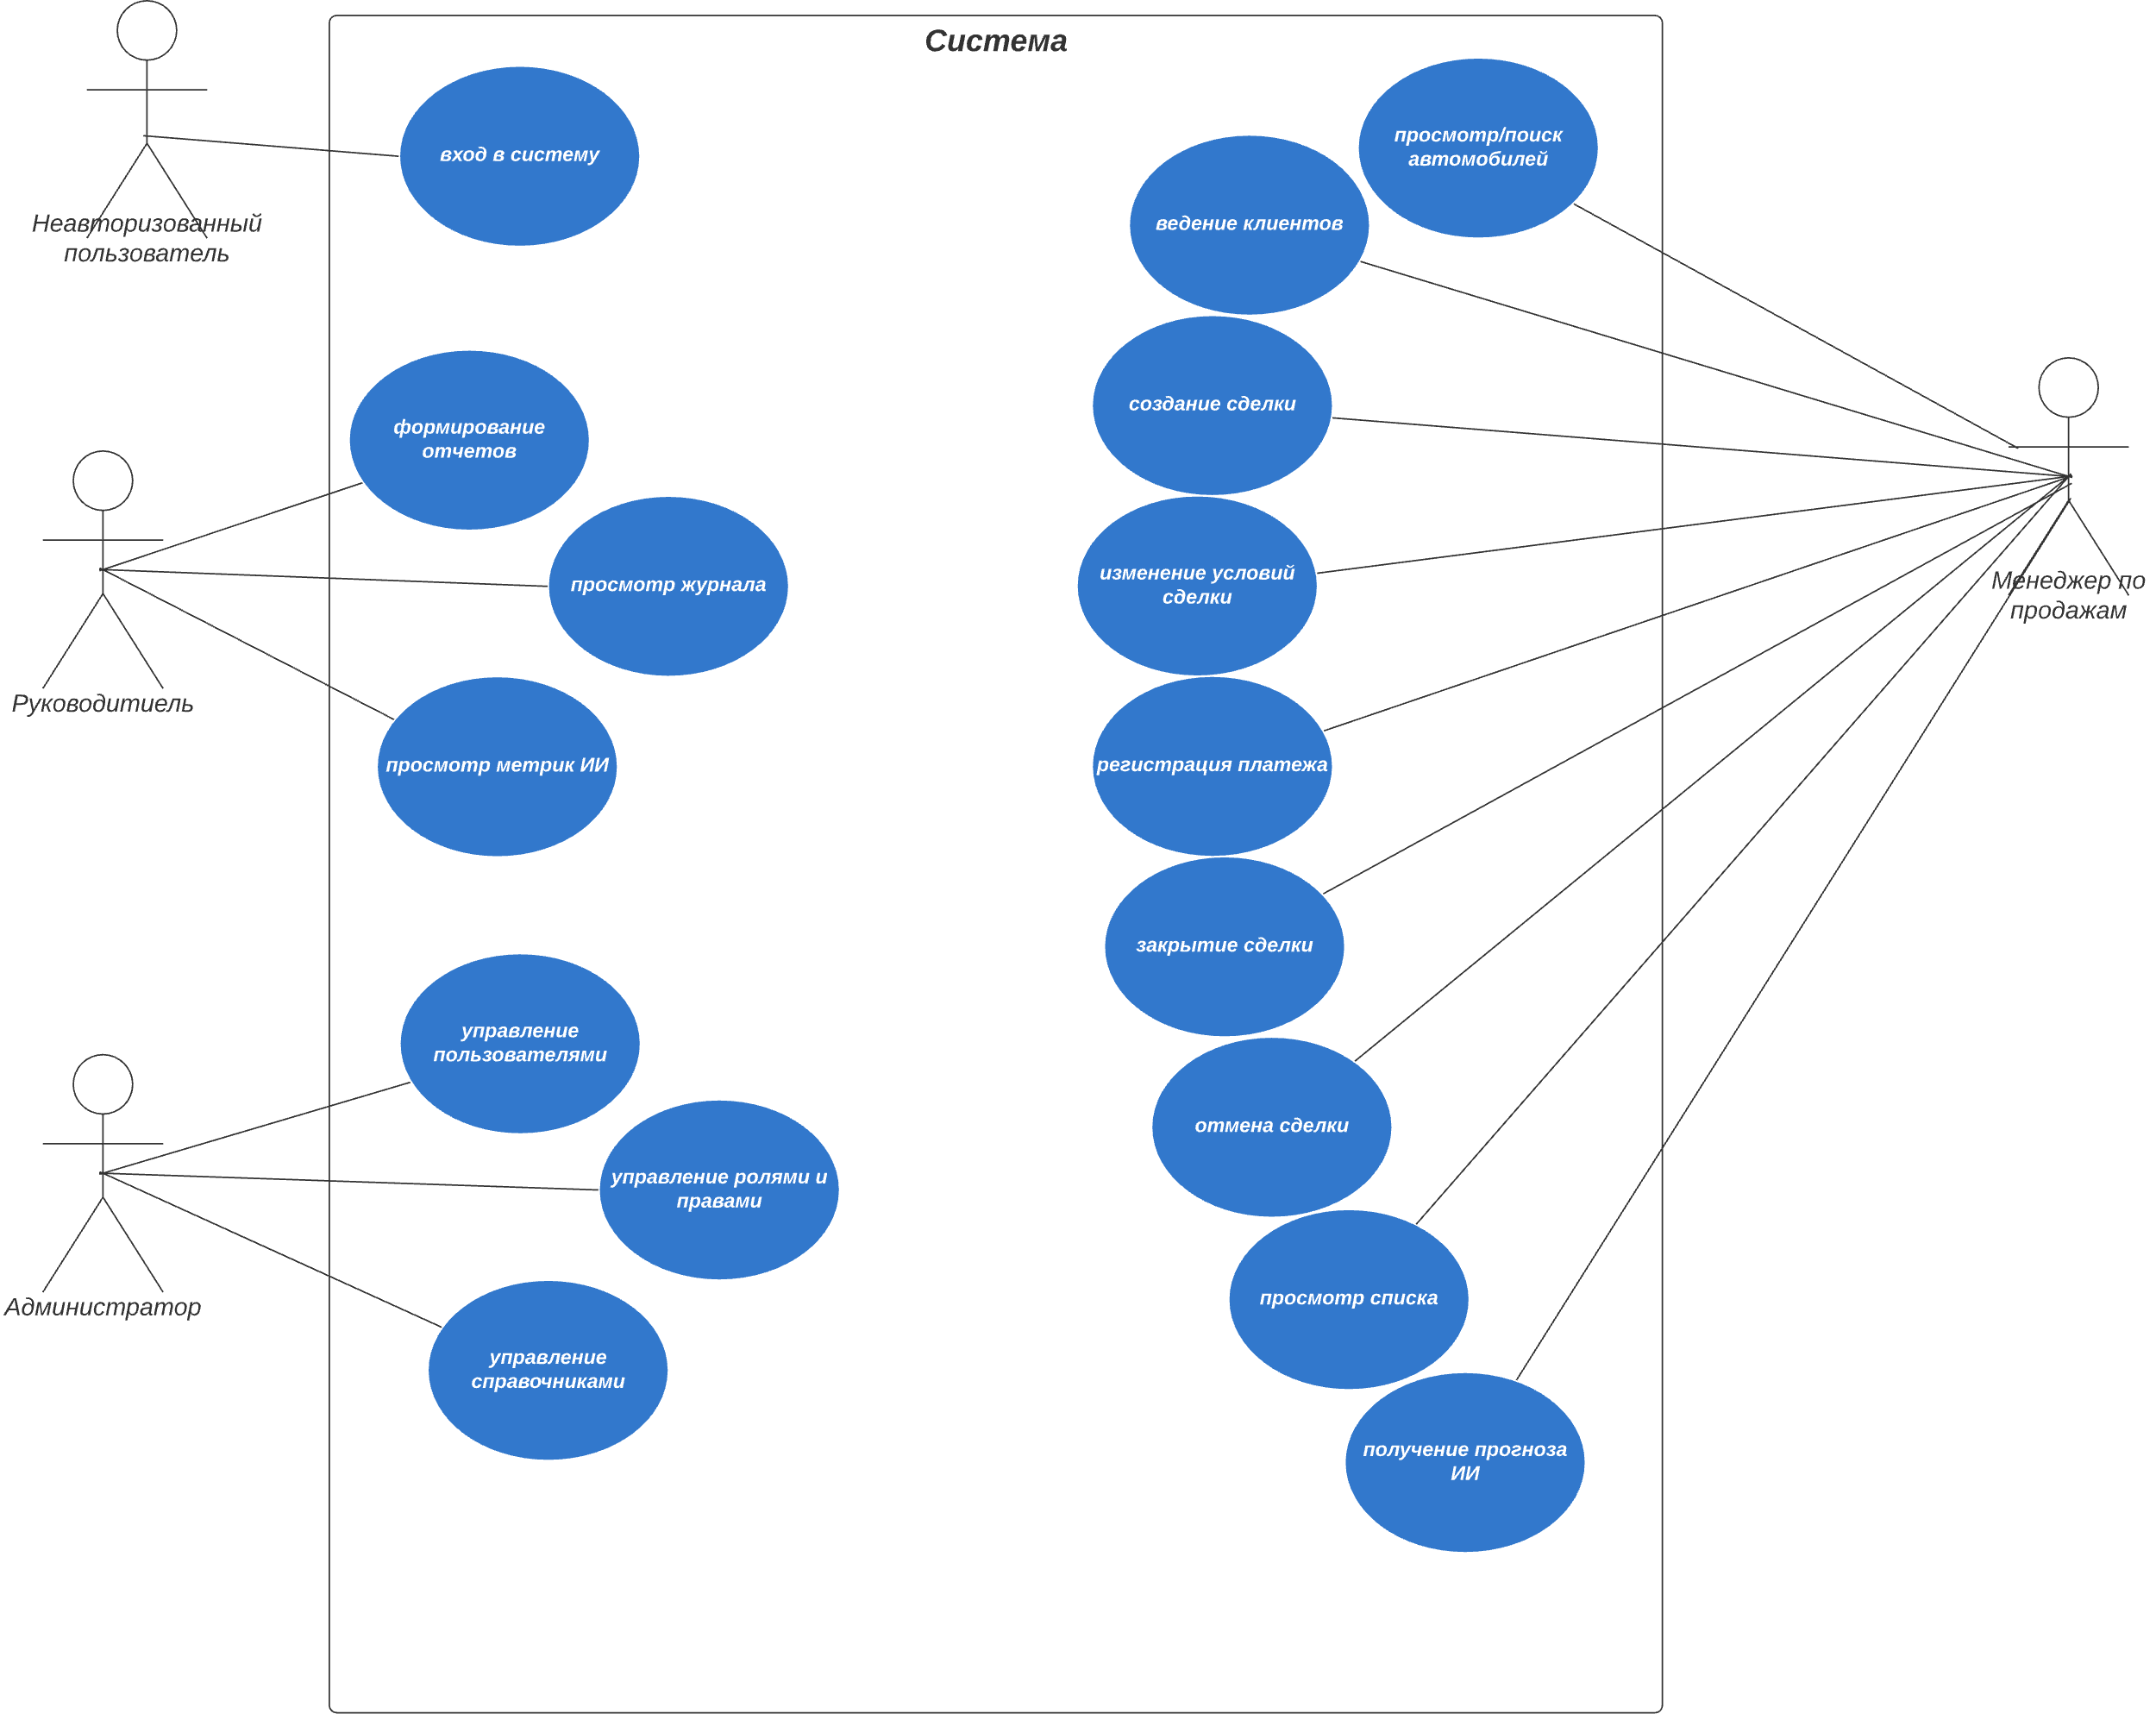 Система
Неавторизованный
пользователь
вход в систему
просмотр/поиск
автомобилей
ведение клиентов
создание сделки
формирование
отчетов
просмотр журнала
изменение условий
сделки
Менеджер по
продажам
Руководитиель
просмотр метрик ИИ
регистрация платежа
закрытие сделки
управление
пользователями
отмена сделки
управление ролями и
правами
Администратор
просмотр списка
управление
справочниками
получение прогноза
ИИ